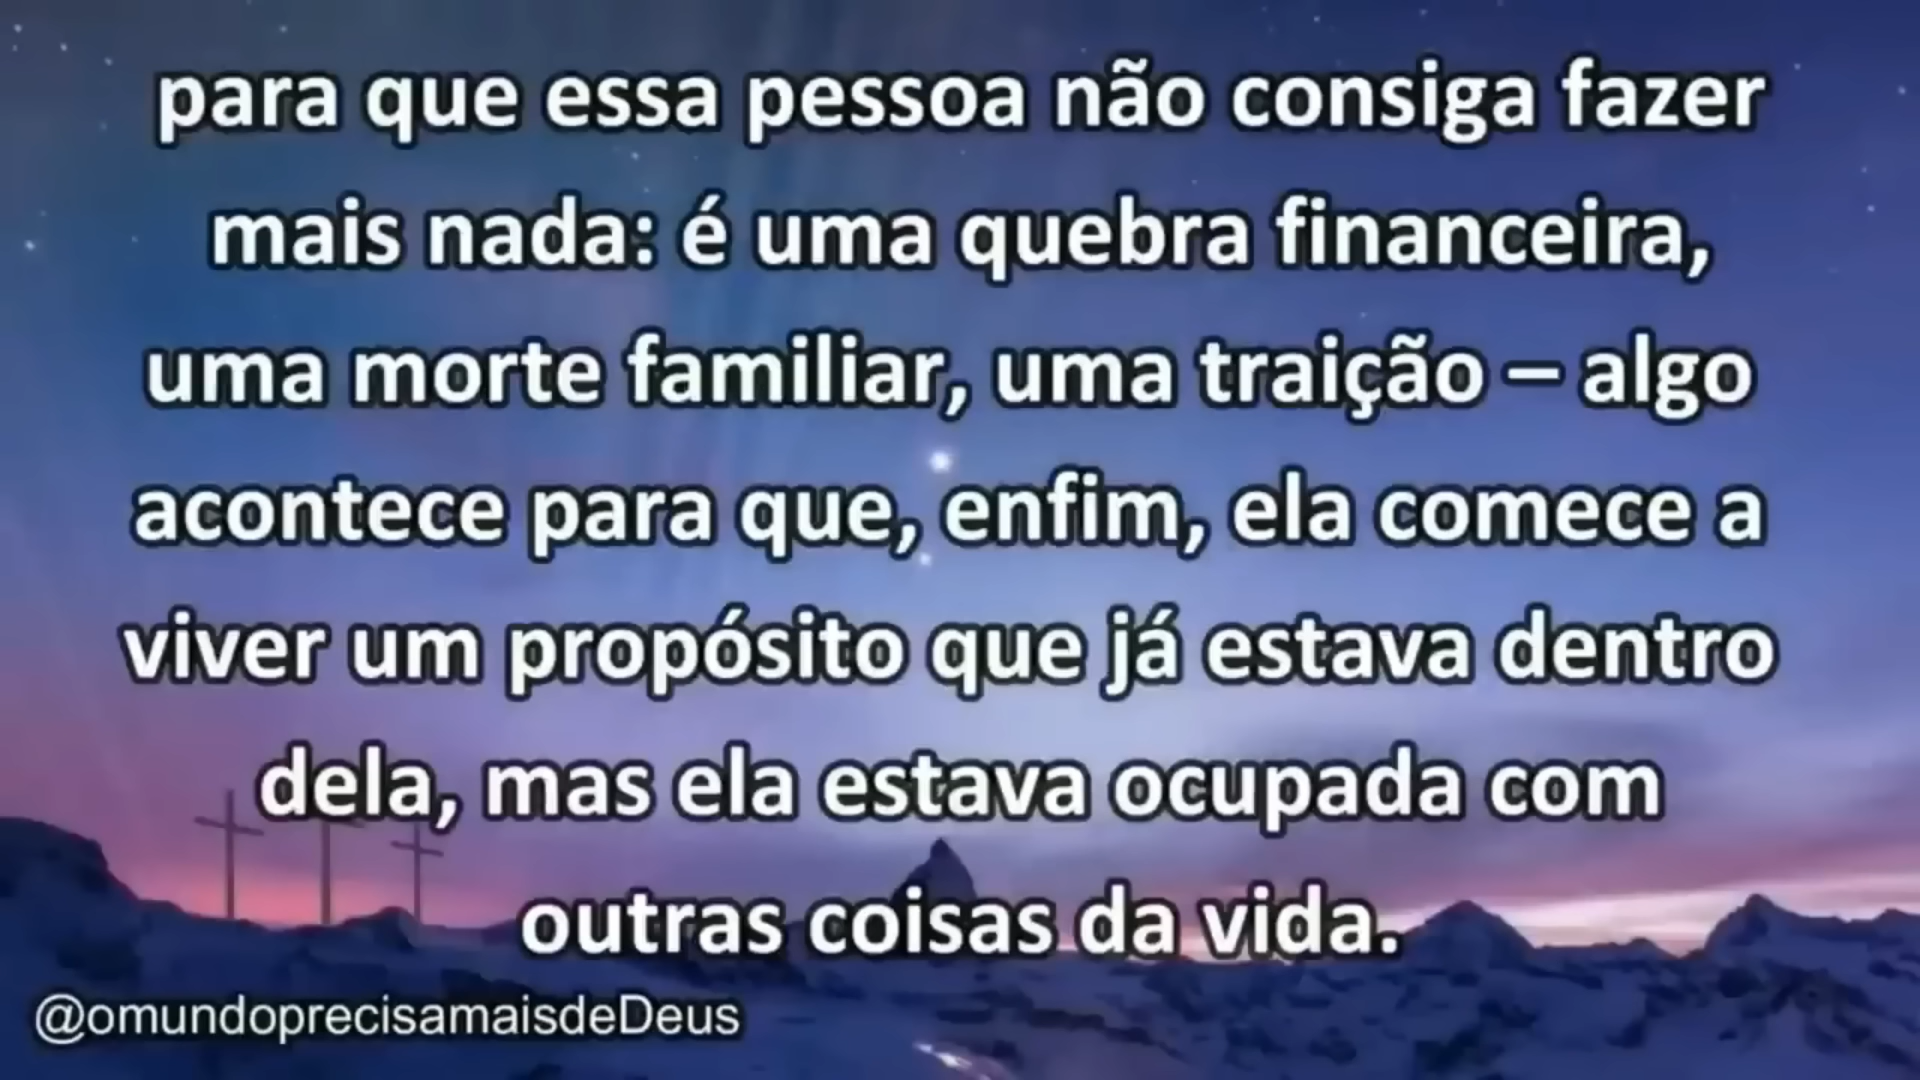 para que essa pessoa não consiga fazer
mais nada: é uma quebra financeira,
uma morte familiar, uma traição – algo
acontece para que, enfim, ela comece a
viver um propósito que já estava dentro
dela, mas ela estava ocupada com
outras coisas da vida.
@omundoprecisamaisdeDeus